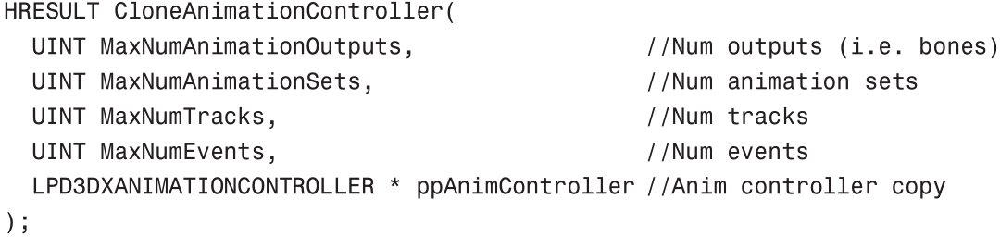 HRESULT CloneAnimationController(
  UINT MaxNumAnimationOutputs,                 //Num outputs (i.e. bones)
  UINT MaxNumAnimationSets,                    //Num animation sets
  UINT MaxNumTracks,                           //Num tracks
  UINT MaxNumEvents,                           //Num events
  LPD3DXANIMATIONCONTROLLER * ppAnimController //Anim controller copy
);